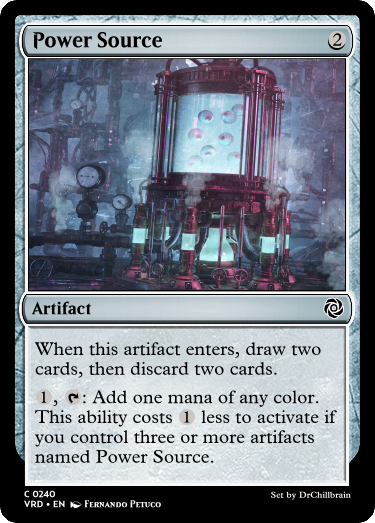 Power Source 2
Artifact
When this artifact enters, draw two
cards, then discard two cards.
1, : Add one mana of any color.
This ability costs 1 less to activate if
you control three or more artifacts
named Power Source.
C 0240
VRD • EN Fernando Petuco
Set by DrChillbrain